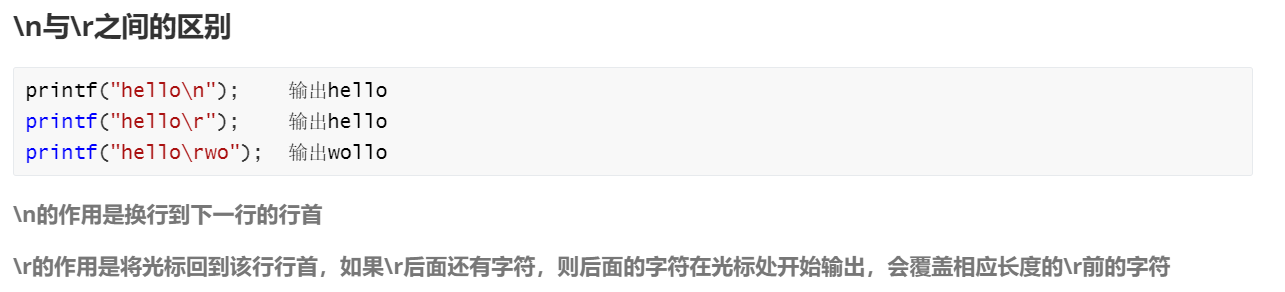 \n与\r之间的区别
printf("hello\n");    输出hello
printf("hello\r");    输出hello
printf("hello\rwo");  输出wollo
\n的作用是换行到下一行的行首
\r的作用是将光标回到该行行首，如果\r后面还有字符，则后面的字符在光标处开始输出，会覆盖相应长度的\r前的字符